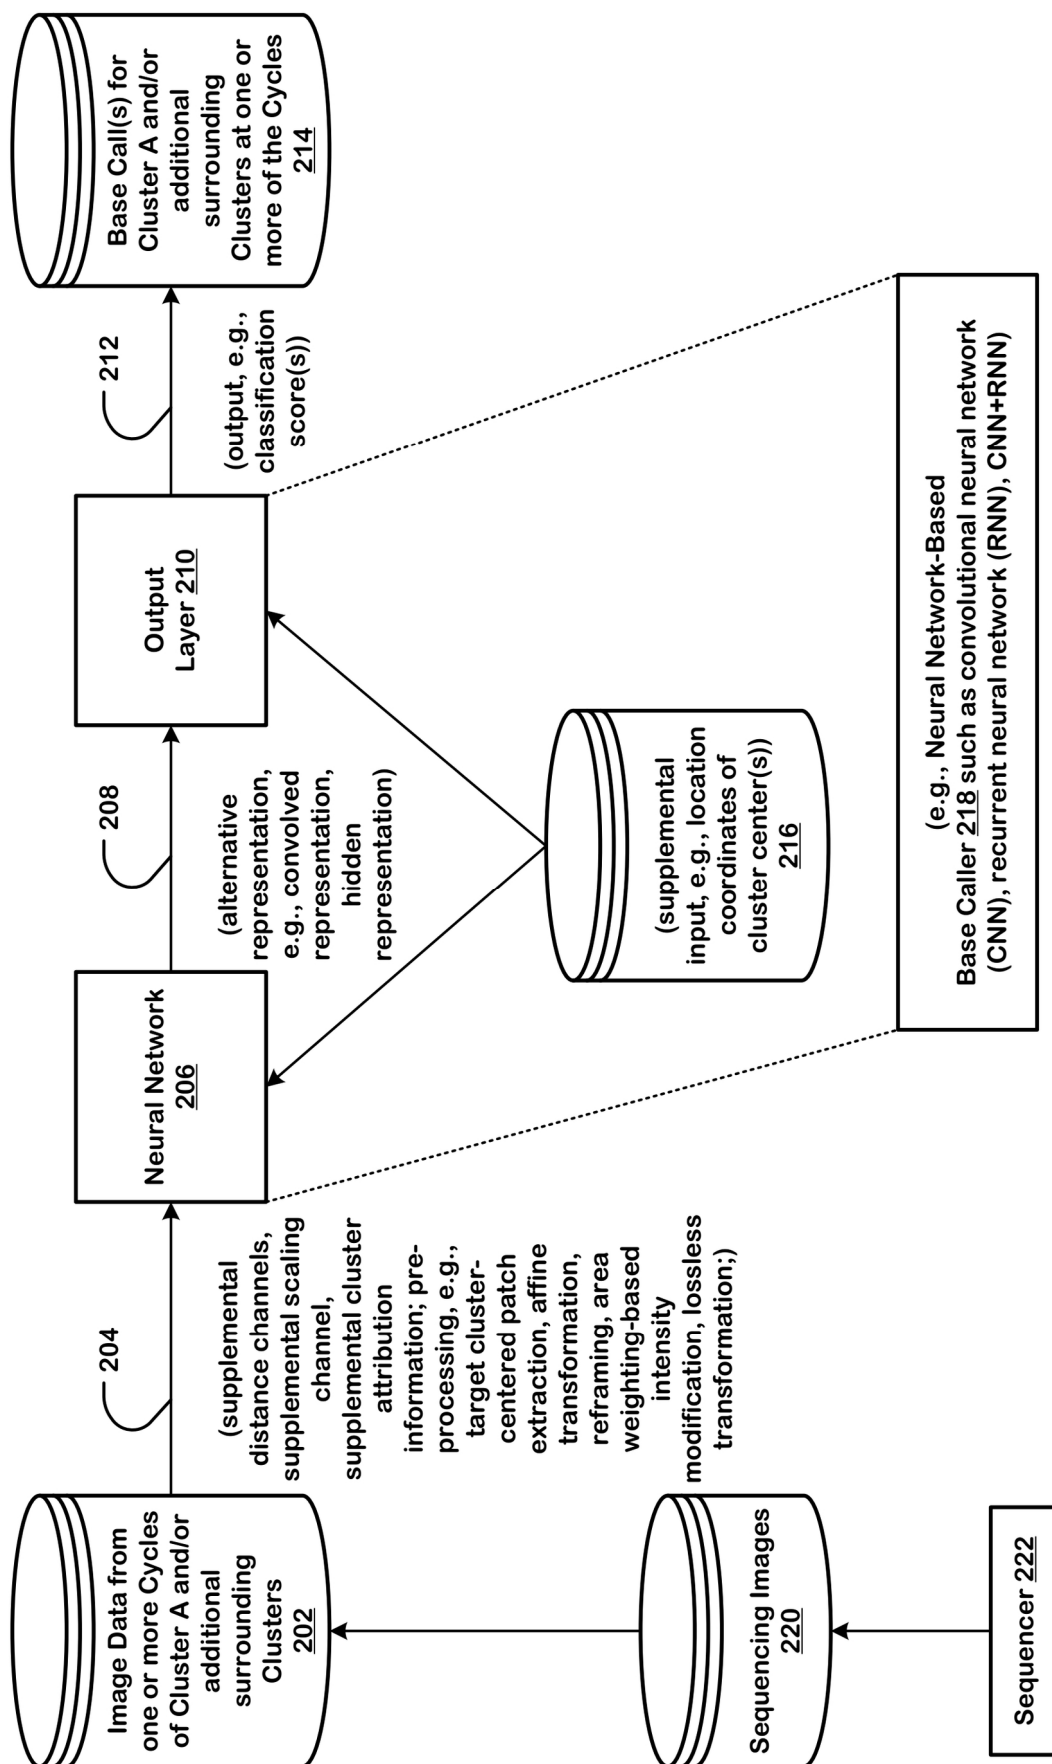 Image Data from
one or more Cycles
of Cluster A and/or
additional
surrounding
Clusters
202
204
(supplemental
distance channels,
supplemental scaling
channel,
supplemental cluster
attribution
information; pre-
processing, e.g.,
target cluster-
centered patch
extraction, affine
transformation,
reframing, area
weighting-based
intensity
modification, lossless
transformation;)
Neural Network
206
208
(alternative
representation,
e.g., convolved
representation,
hidden
representation)
Output
Layer 210
212
(output, e.g.,
classification
score(s))
Base Call(s) for
Cluster A and/or
additional
surrounding
Clusters at one or
more of the Cycles
214
(supplemental
input, e.g., location
coordinates of
cluster center(s))
216
Sequencing Images
220
Sequencer 222
(e.g., Neural Network-Based
Base Caller 218 such as convolutional neural network
(CNN), recurrent neural network (RNN), CNN+RNN)